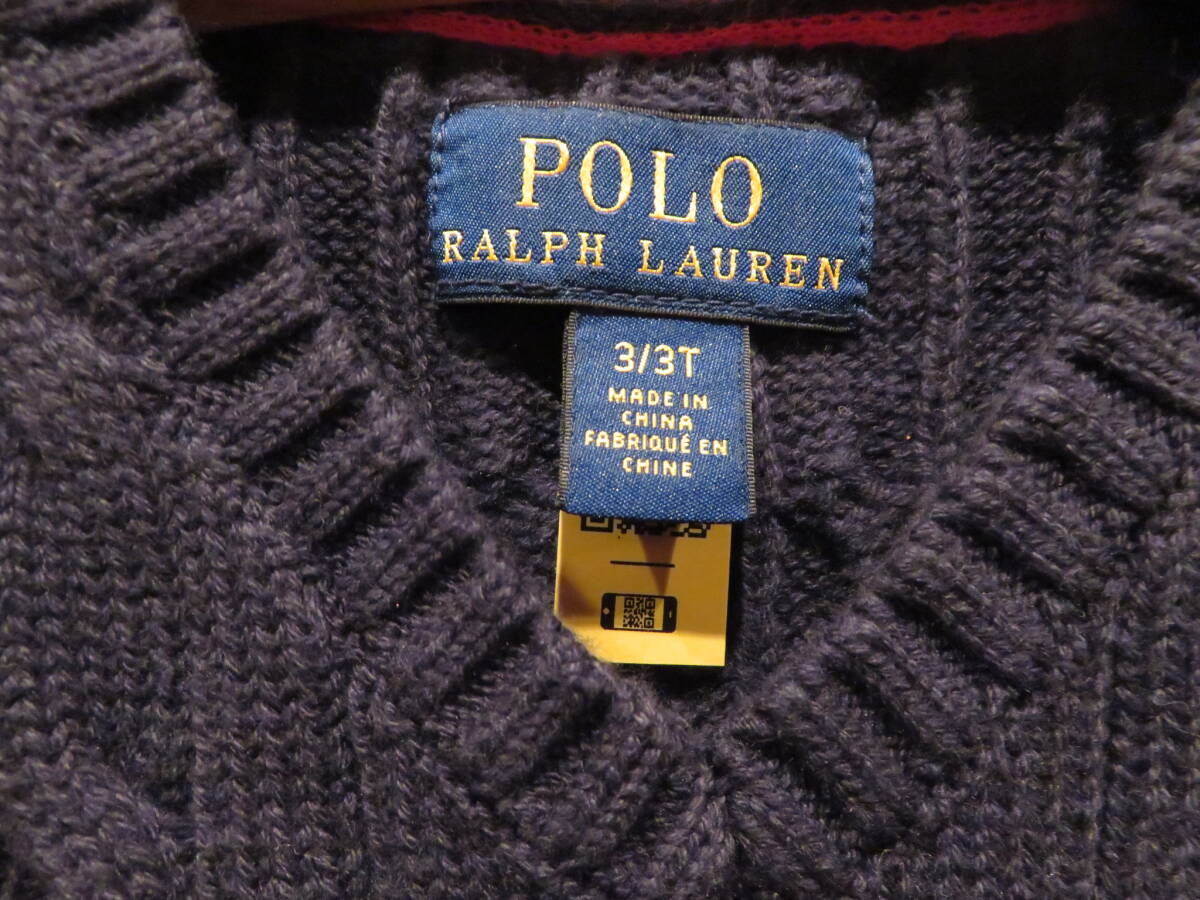 POLO
RALPH LAUREN
3/3T
MADE IN
CHINA
FABRIQUÉ EN
CHINE